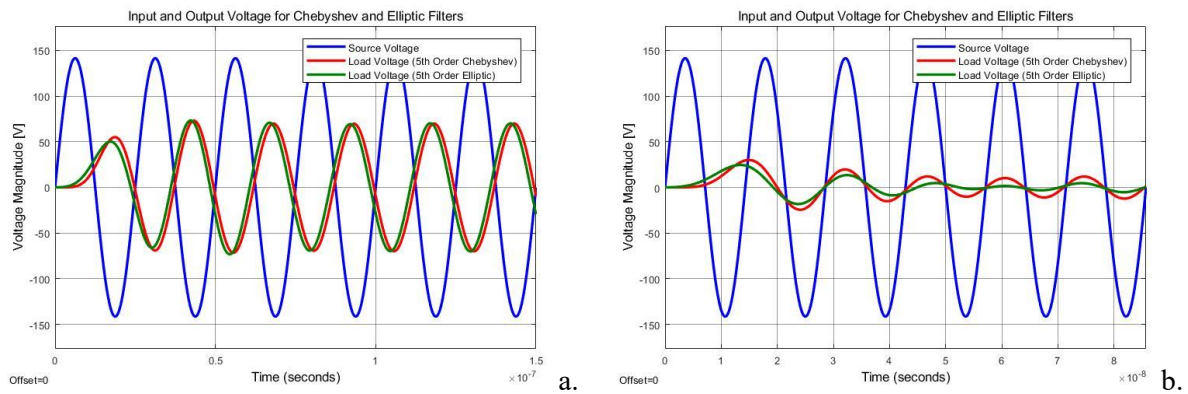 Input and Output Voltage for Chebyshev and Elliptic Filters
Source Voltage
Load Voltage (5th Order Chebyshev)
Load Voltage (5th Order Elliptic)
Voltage Magnitude [V]
150
100
50
0
-50
-100
-150
0
0.5
1
1.5
×10⁻⁷
Time (seconds)
Offset=0
a.
Input and Output Voltage for Chebyshev and Elliptic Filters
Source Voltage
Load Voltage (5th Order Chebyshev)
Load Voltage (5th Order Elliptic)
Voltage Magnitude [V]
150
100
50
0
-50
-100
-150
0
1
2
3
4
5
6
7
8
×10⁻⁸
Time (seconds)
Offset=0
b.